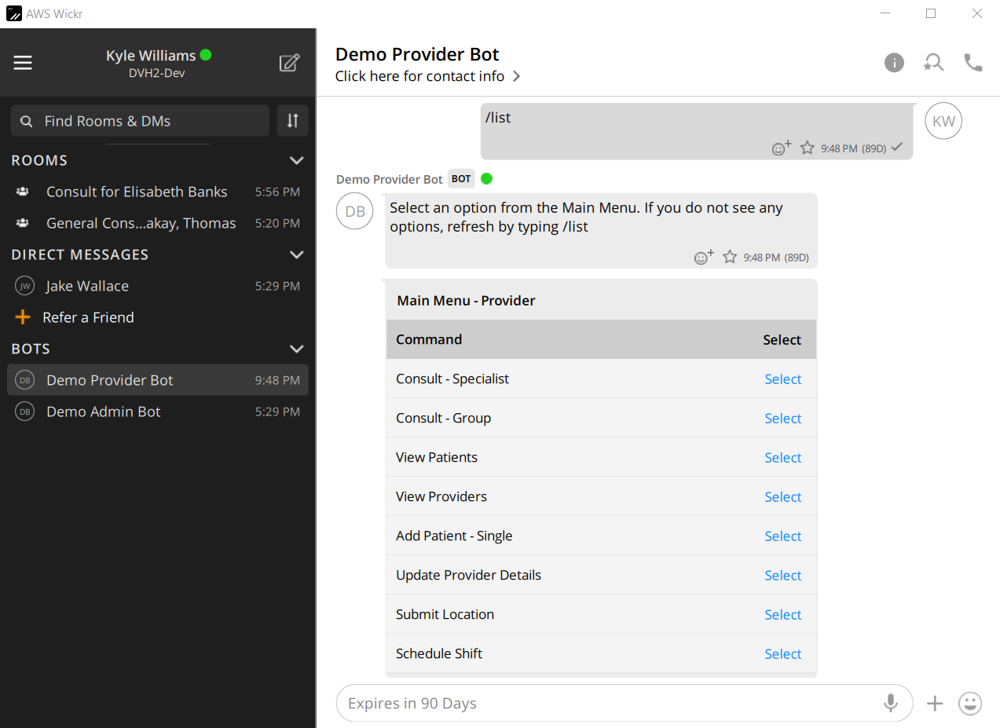 AWS Wickr
Kyle Williams
DVH2-Dev
Find Rooms & DMs
ROOMS
Consult for Elisabeth Banks 5:56 PM
General Cons...akay, Thomas 5:20 PM
DIRECT MESSAGES
JW Jake Wallace 5:29 PM
Refer a Friend
BOTS
DB Demo Provider Bot 9:48 PM
DB Demo Admin Bot 5:29 PM
Demo Provider Bot
Click here for contact info
/list
KW
9:48 PM (89D)
Demo Provider Bot BOT
DB
Select an option from the Main Menu. If you do not see any
options, refresh by typing /list
9:48 PM (89D)
Main Menu - Provider
Command Select
Consult - Specialist Select
Consult - Group Select
View Patients Select
View Providers Select
Add Patient - Single Select
Update Provider Details Select
Submit Location Select
Schedule Shift Select
Expires in 90 Days